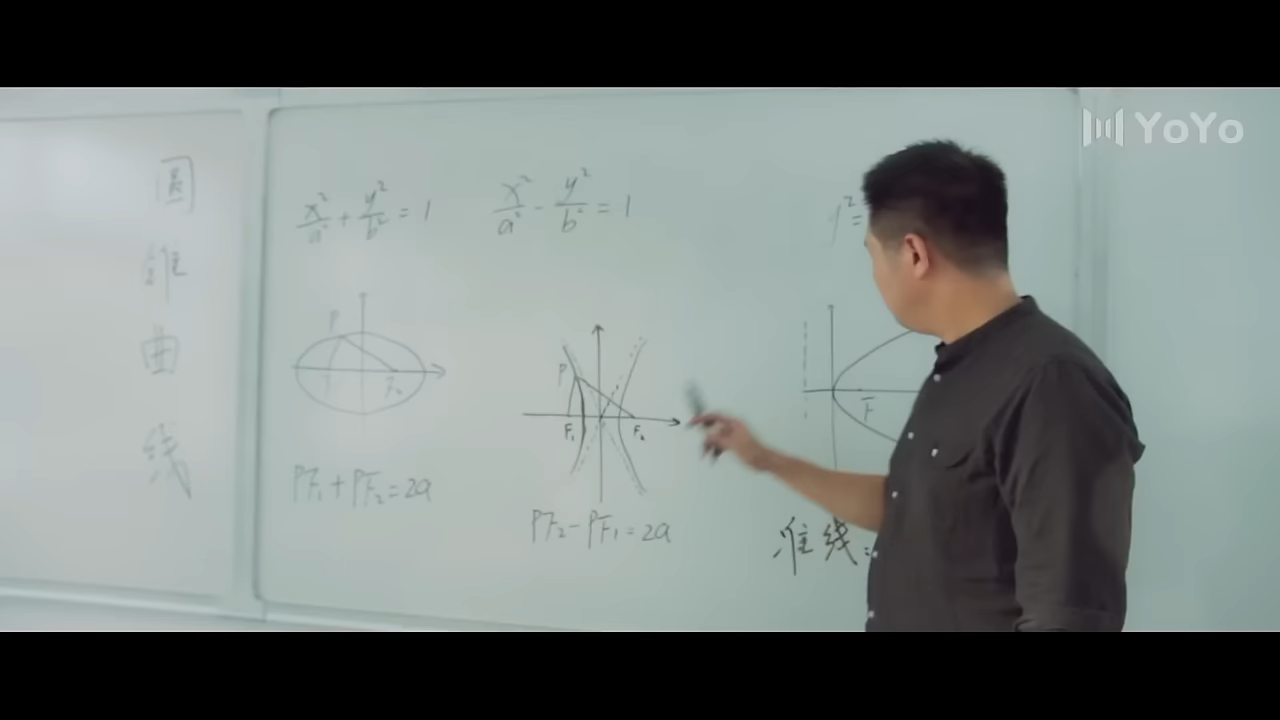 圆锥曲线
x²/a² + y²/b² = 1
x²/a² - y²/b² = 1
y²=
P
F₂
P
F₁
F₂
F
PF₁+PF₂=2a
PF₂-PF₁=2a
准线:
YoYo